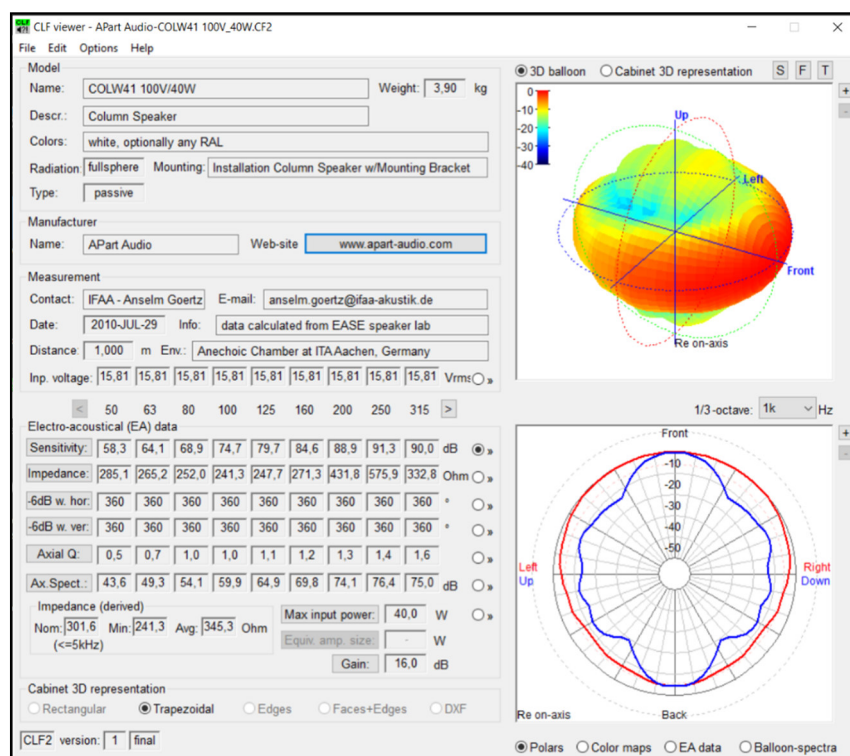 CLF viewer - APart Audio-COLW41 100V_40W.CF2
File Edit Options Help
Model
Name: COLW41 100V/40W Weight: 3,90 kg
Descr.: Column Speaker
Colors: white, optionally any RAL
Radiation: fullsphere Mounting: Installation Column Speaker w/Mounting Bracket
Type: passive
Manufacturer
Name: APart Audio Web-site www.apart-audio.com
Measurement
Contact: IFAA - Anselm Goertz E-mail: anselm.goertz@ifaa-akustik.de
Date: 2010-JUL-29 Info: data calculated from EASE speaker lab
Distance: 1,000 m Env.: Anechoic Chamber at ITA Aachen, Germany
Inp. voltage: 15,81 15,81 15,81 15,81 15,81 15,81 15,81 15,81 15,81 Vrms »
< 50 63 80 100 125 160 200 250 315 >
Electro-acoustical (EA) data
Sensitivity: 58,3 64,1 68,9 74,7 79,7 84,6 88,9 91,3 90,0 dB »
Impedance: 285,1 265,2 252,0 241,3 247,7 271,3 431,8 575,9 332,8 Ohm »
-6dB w. hor: 360 360 360 360 360 360 360 360 360 ° »
-6dB w. ver: 360 360 360 360 360 360 360 360 360 ° »
Axial Q: 0,5 0,7 1,0 1,0 1,1 1,2 1,3 1,4 1,6 »
Ax.Spect.: 43,6 49,3 54,1 59,9 64,9 69,8 74,1 76,4 75,0 dB »
Impedance (derived)
Nom: 301,6 Min: 241,3 Avg: 345,3 Ohm
(<=5kHz)
Max input power: 40,0 W »
Equiv. amp. size: - W
Gain: 16,0 dB
Cabinet 3D representation
Rectangular Trapezoidal Edges Faces+Edges DXF
CLF2 version: 1 final
3D balloon Cabinet 3D representation S F T
+
-
0
-10
-20
-30
-40
Up
Left
Front
Re on-axis
1/3-octave: 1k Hz
+
-
Front
-10
-20
-30
-40
-50
Left Right
Up Down
Re on-axis Back
Polars Color maps EA data Balloon-spectra